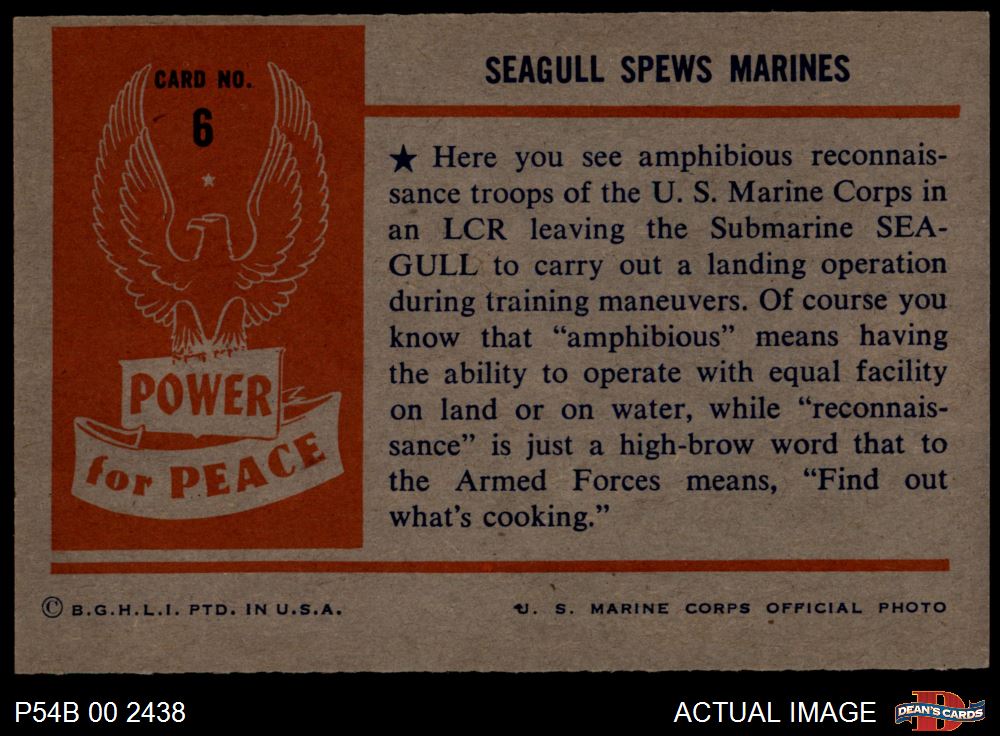 CARD NO.
6
POWER
for PEACE
SEAGULL SPEWS MARINES
★ Here you see amphibious reconnais-
sance troops of the U. S. Marine Corps in
an LCR leaving the Submarine SEA-
GULL to carry out a landing operation
during training maneuvers. Of course you
know that “amphibious” means having
the ability to operate with equal facility
on land or on water, while “reconnais-
sance” is just a high-brow word that to
the Armed Forces means, “Find out
what's cooking.”
© B.G.H.L.I. PTD. IN U.S.A.
U. S. MARINE CORPS OFFICIAL PHOTO
P54B 00 2438
ACTUAL IMAGE
D
DEAN'S CARDS